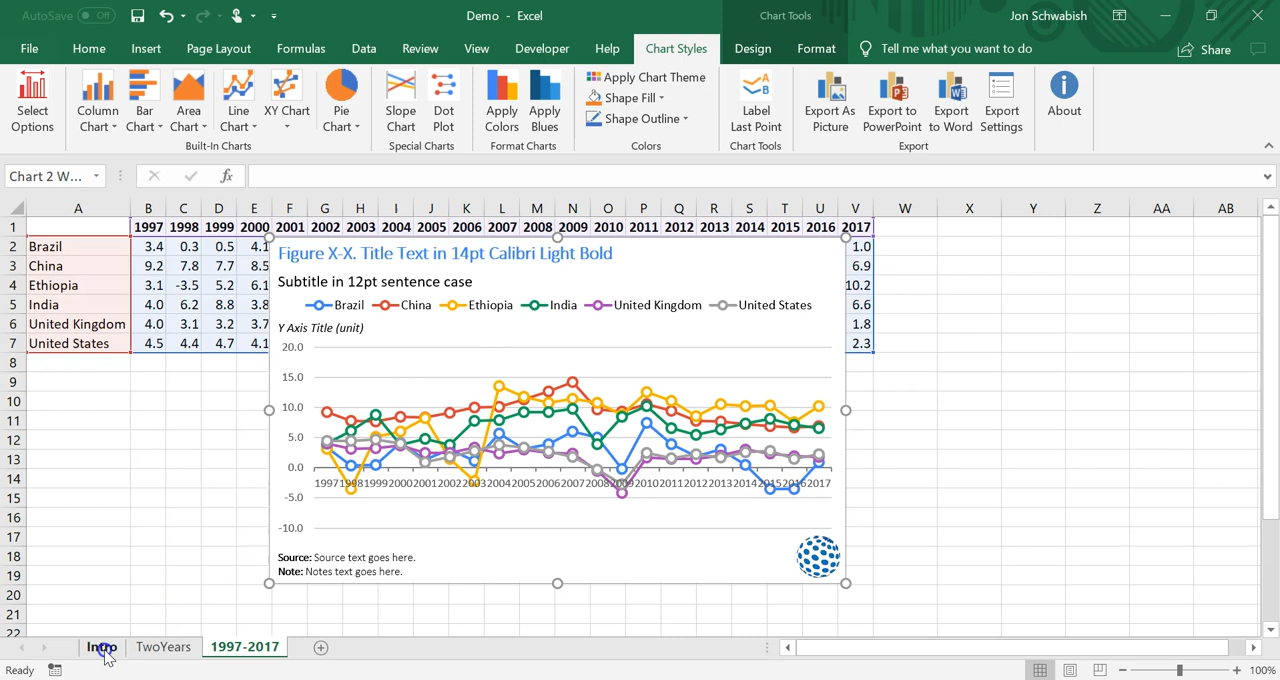 AutoSave Off
Demo - Excel
Chart Tools
Jon Schwabish
File Home Insert Page Layout Formulas Data Review View Developer Help Chart Styles Design Format Tell me what you want to do Share
Select Options
Column Chart
Bar Chart
Area Chart
Line Chart
XY Chart
Pie Chart
Built-In Charts
Slope Chart
Dot Plot
Special Charts
Apply Colors
Apply Blues
Format Charts
Apply Chart Theme
Shape Fill
Shape Outline
Colors
Label Last Point
Chart Tools
Export As Picture
Export to PowerPoint
Export to Word
Export Settings
Export
About
Chart 2 W...
fx
A B C D E F G H I J K L M N O P Q R S T U V W X Y Z AA AB
1 1997 1998 1999 2000 2001 2002 2003 2004 2005 2006 2007 2008 2009 2010 2011 2012 2013 2014 2015 2016 2017
2 Brazil 3.4 0.3 0.5 4.1 1.0
3 China 9.2 7.8 7.7 8.5 6.9
4 Ethiopia 3.1 -3.5 5.2 6.1 10.2
5 India 4.0 6.2 8.8 3.8 6.6
6 United Kingdom 4.0 3.1 3.2 3.7 1.8
7 United States 4.5 4.4 4.7 4.1 2.3
8
9
10
11
12
13
14
15
16
17
18
19
20
21
22
Figure X-X. Title Text in 14pt Calibri Light Bold
Subtitle in 12pt sentence case
Brazil China Ethiopia India United Kingdom United States
Y Axis Title (unit)
20.0
15.0
10.0
5.0
0.0
1997 1998 1999 2000 2001 2002 2003 2004 2005 2006 2007 2008 2009 2010 2011 2012 2013 2014 2015 2016 2017
-5.0
-10.0
Source: Source text goes here.
Note: Notes text goes here.
Intro TwoYears 1997-2017
Ready
100%